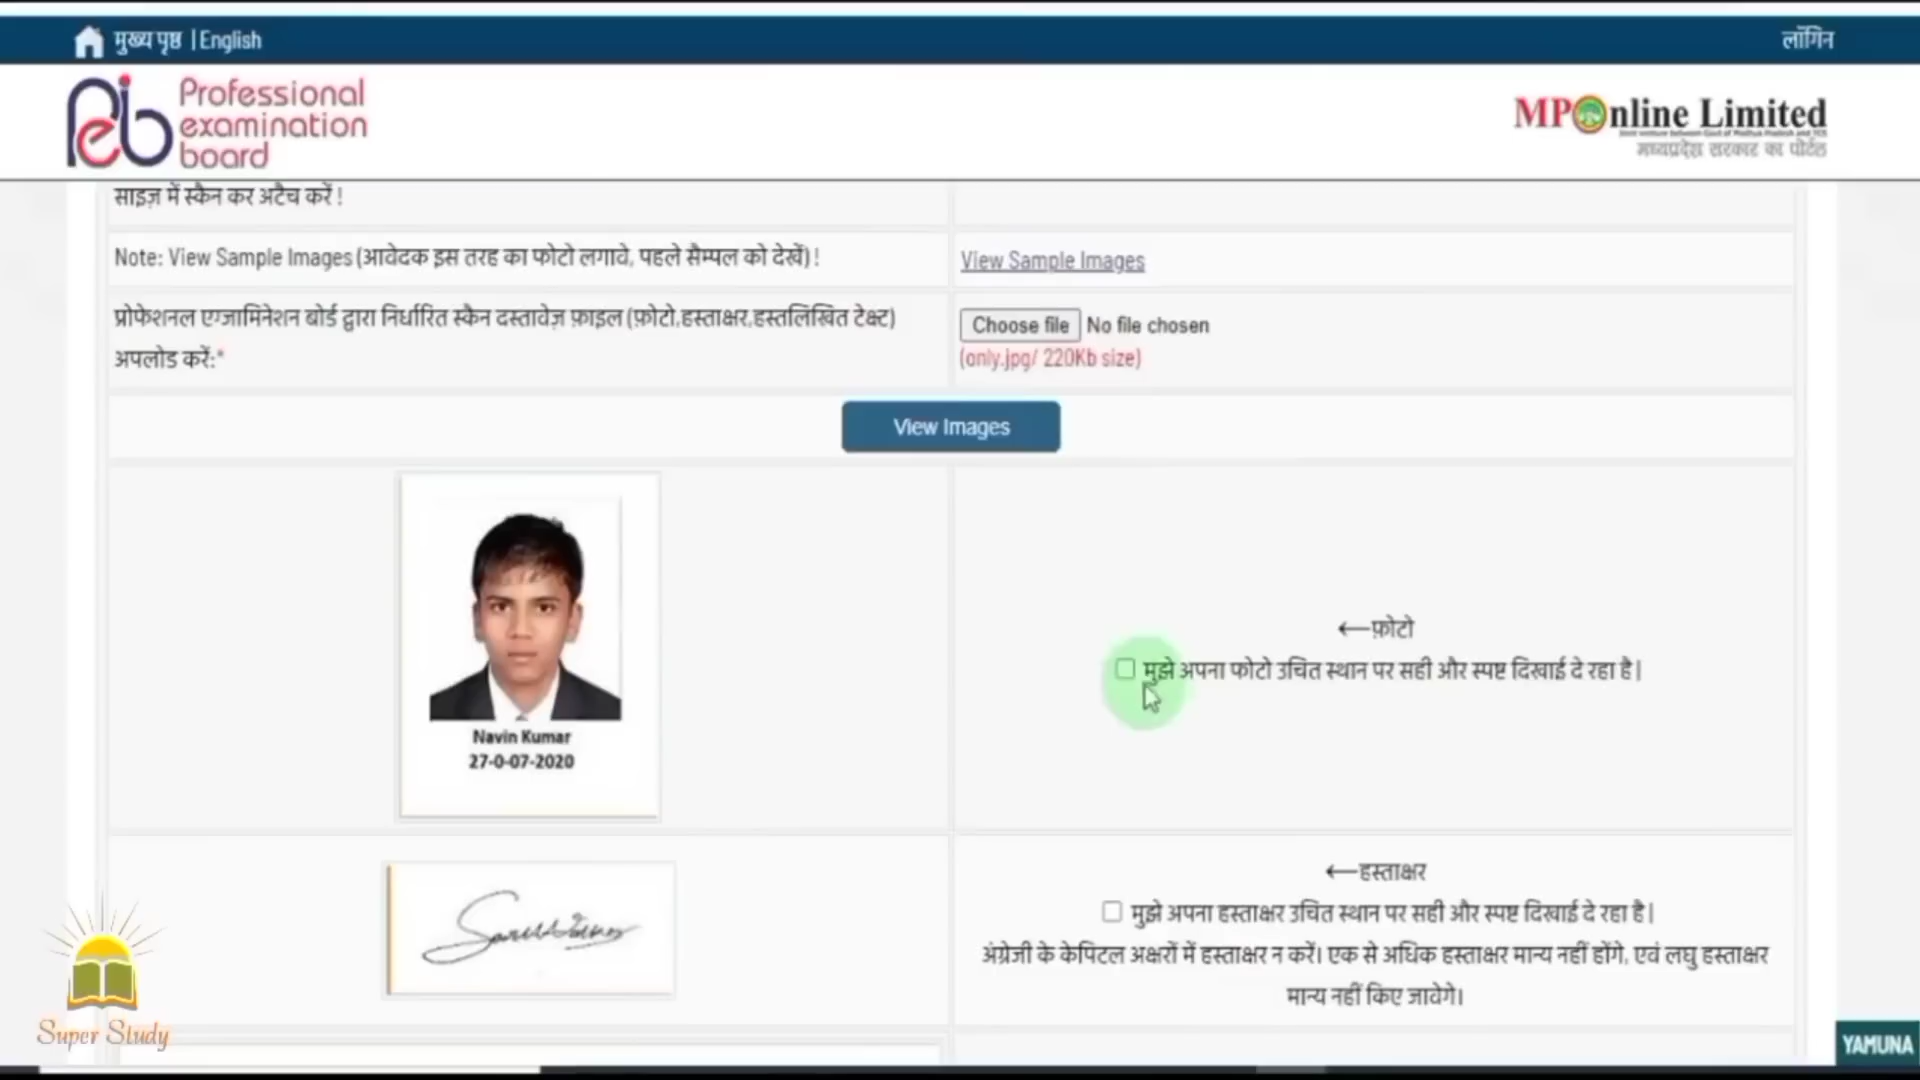 मुख्य पृष्ठ | English
लॉगिन
Professional
examination
board
MPOnline Limited
मध्यप्रदेश सरकार का पोर्टल
साइज़ में स्कैन कर अटैच करें !
Note: View Sample Images (आवेदक इस तरह का फोटो लगावे, पहले सैम्पल को देखें) !
View Sample Images
प्रोफेशनल एग्जामिनेशन बोर्ड द्वारा निर्धारित स्कैन दस्तावेज़ फ़ाइल (फ़ोटो,हस्ताक्षर,हस्तलिखित टेक्ष्ट)
अपलोड करें:*
Choose file No file chosen
(only.jpg/ 220Kb size)
View Images
Navin Kumar
27-0-07-2020
←फ़ोटो
मुझे अपना फोटो उचित स्थान पर सही और स्पष्ट दिखाई दे रहा है|
←हस्ताक्षर
मुझे अपना हस्ताक्षर उचित स्थान पर सही और स्पष्ट दिखाई दे रहा है|
अंग्रेजी के केपिटल अक्षरों में हस्ताक्षर न करें। एक से अधिक हस्ताक्षर मान्य नहीं होंगे, एवं लघु हस्ताक्षर
मान्य नहीं किए जावेगे।
Super Study
YAMUNA